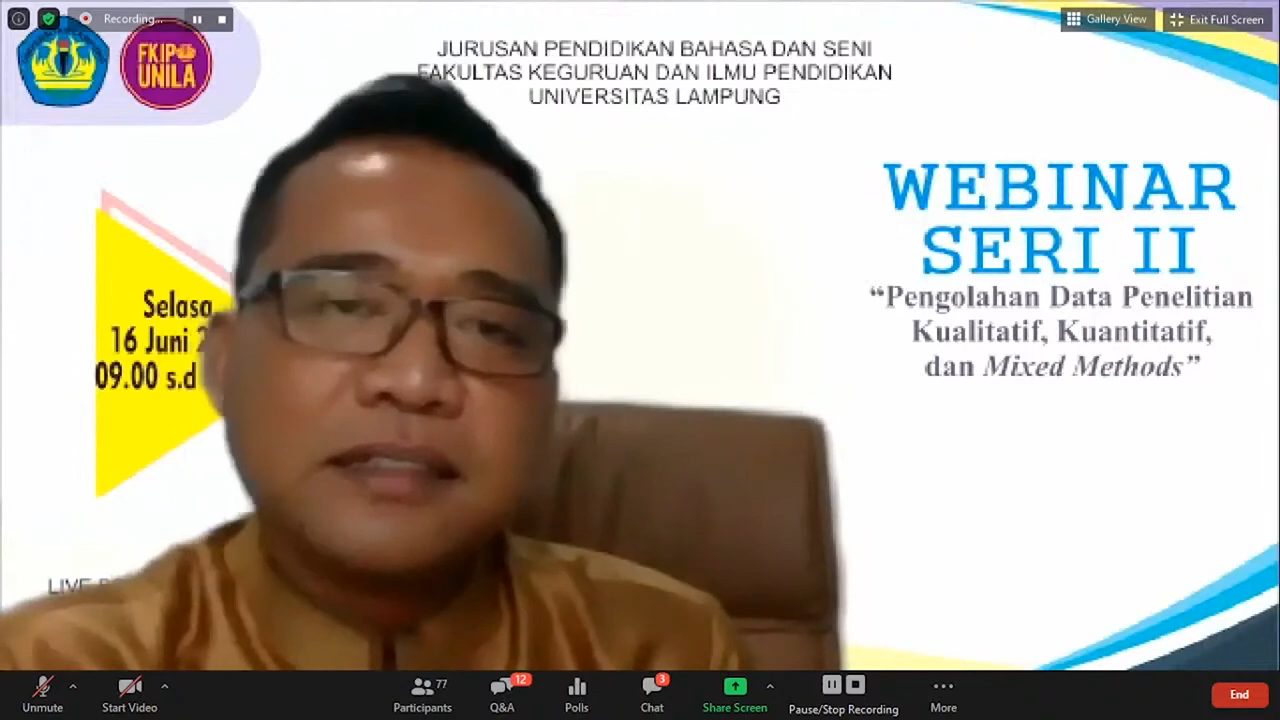 Recording...
Gallery View
Exit Full Screen
FKIP
UNILA
JURUSAN PENDIDIKAN BAHASA DAN SENI
FAKULTAS KEGURUAN DAN ILMU PENDIDIKAN
UNIVERSITAS LAMPUNG
WEBINAR
SERI II
“Pengolahan Data Penelitian
Kualitatif, Kuantitatif,
dan Mixed Methods”
Selasa
16 Juni
09.00 s.d
LIVE
Unmute
Start Video
77
Participants
12
Q&A
Polls
3
Chat
Share Screen
Pause/Stop Recording
More
End